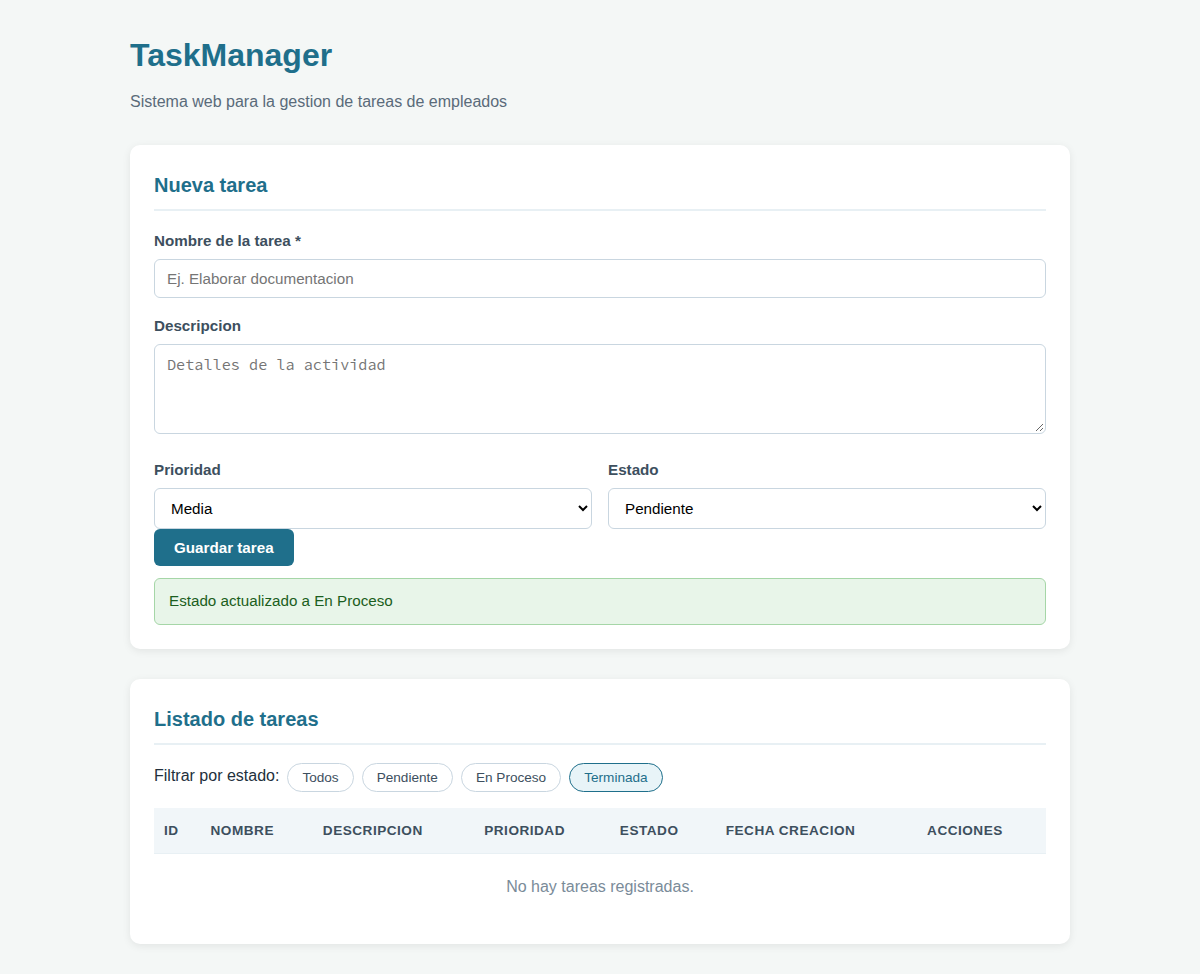 TaskManager
Sistema web para la gestion de tareas de empleados
Nueva tarea
Nombre de la tarea *
Ej. Elaborar documentacion
Descripcion
Detalles de la actividad
Prioridad Estado
Media Pendiente
Guardar tarea
Estado actualizado a En Proceso
Listado de tareas
Filtrar por estado: Todos Pendiente En Proceso Terminada
ID NOMBRE DESCRIPCION PRIORIDAD ESTADO FECHA CREACION ACCIONES
No hay tareas registradas.